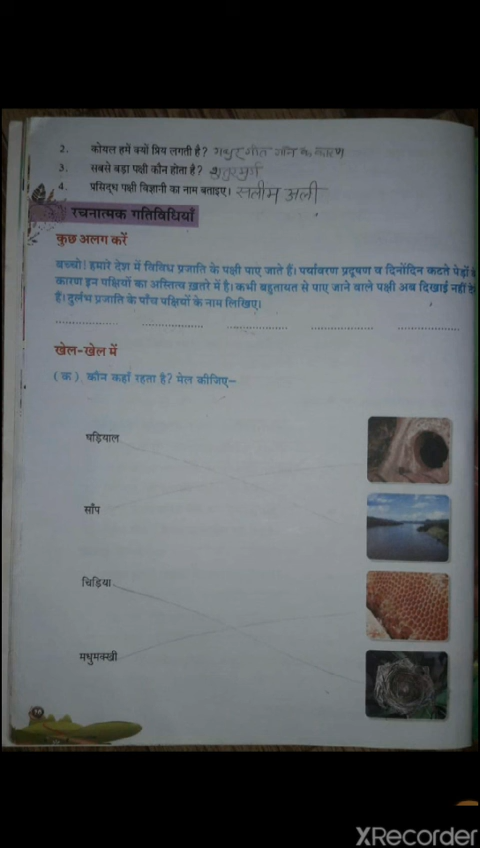 2. कोयल हमें क्यों प्रिय लगती है? मधुर गीत गाने के कारण
3. सबसे बड़ा पक्षी कौन होता है? शुतुरमुर्ग
4. प्रसिद्ध पक्षी विज्ञानी का नाम बताइए। सलीम अली
रचनात्मक गतिविधियाँ
कुछ अलग करें
बच्चो! हमारे देश में विविध प्रजाति के पक्षी पाए जाते हैं। पर्यावरण प्रदूषण व दिनोंदिन कटते पेड़ों के
कारण इन पक्षियों का अस्तित्व ख़तरे में है। कभी बहुतायत से पाए जाने वाले पक्षी अब दिखाई नहीं
हैं। दुर्लभ प्रजाति के पाँच पक्षियों के नाम लिखिए।
खेल-खेल में
(क) कौन कहाँ रहता है? मेल कीजिए–
घड़ियाल
साँप
चिड़िया
मधुमक्खी
XRecorder